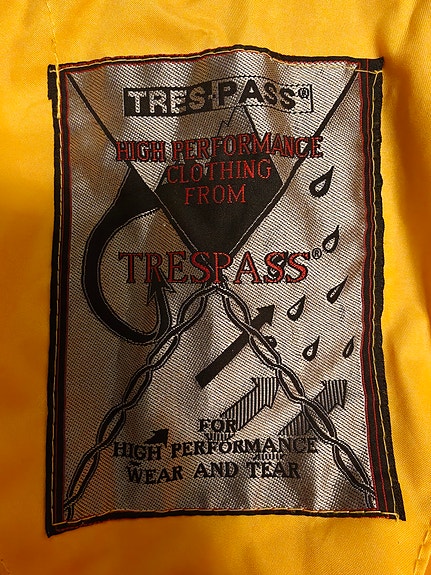 TRES-PASS®
HIGH PERFORMANCE
CLOTHING
FROM
TRESPASS®
FOR
HIGH PERFORMANCE
WEAR AND TEAR